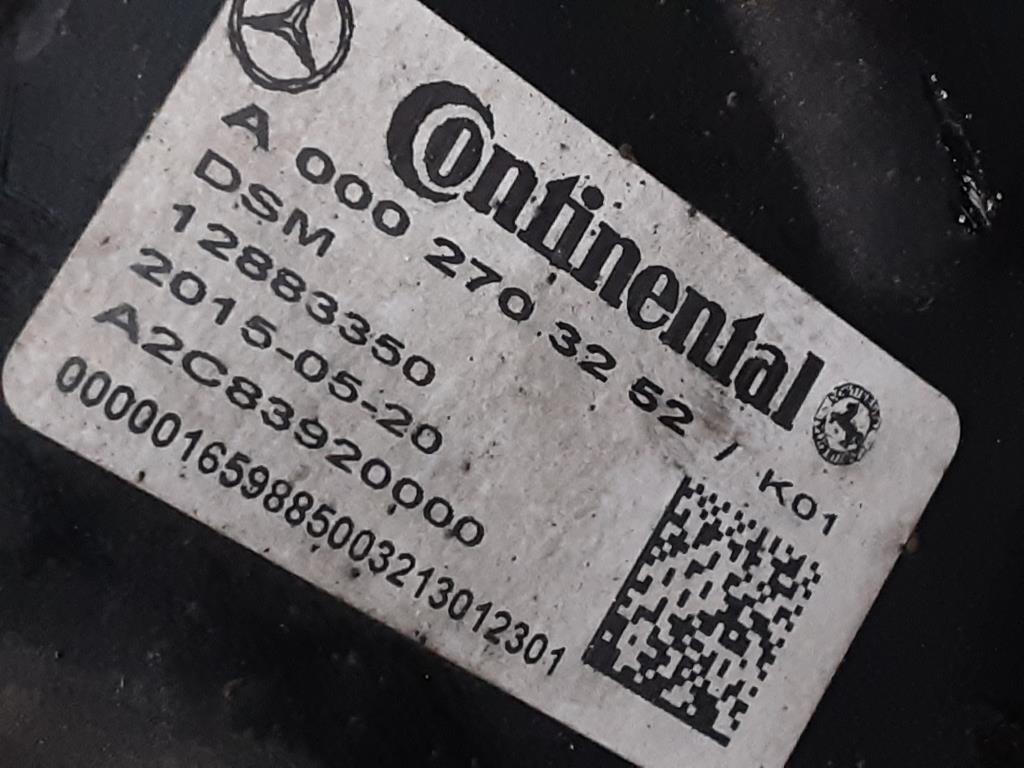 Continental
A 000 270 32 52 / K01
DSM
12883350
2015-05-20
A2C83920000
000001659885003213012301